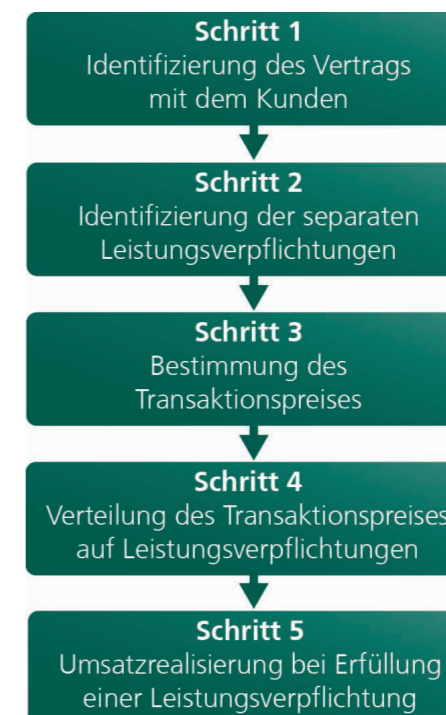 Schritt 1
Identifizierung des Vertrags
mit dem Kunden
Schritt 2
Identifizierung der separaten
Leistungsverpflichtungen
Schritt 3
Bestimmung des
Transaktionspreises
Schritt 4
Verteilung des Transaktionspreises
auf Leistungsverpflichtungen
Schritt 5
Umsatzrealisierung bei Erfüllung
einer Leistungsverpflichtung